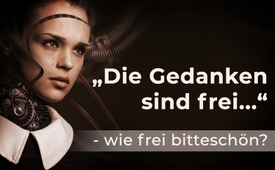 „Die Gedanken
sind frei...“
- wie frei bitteschön?